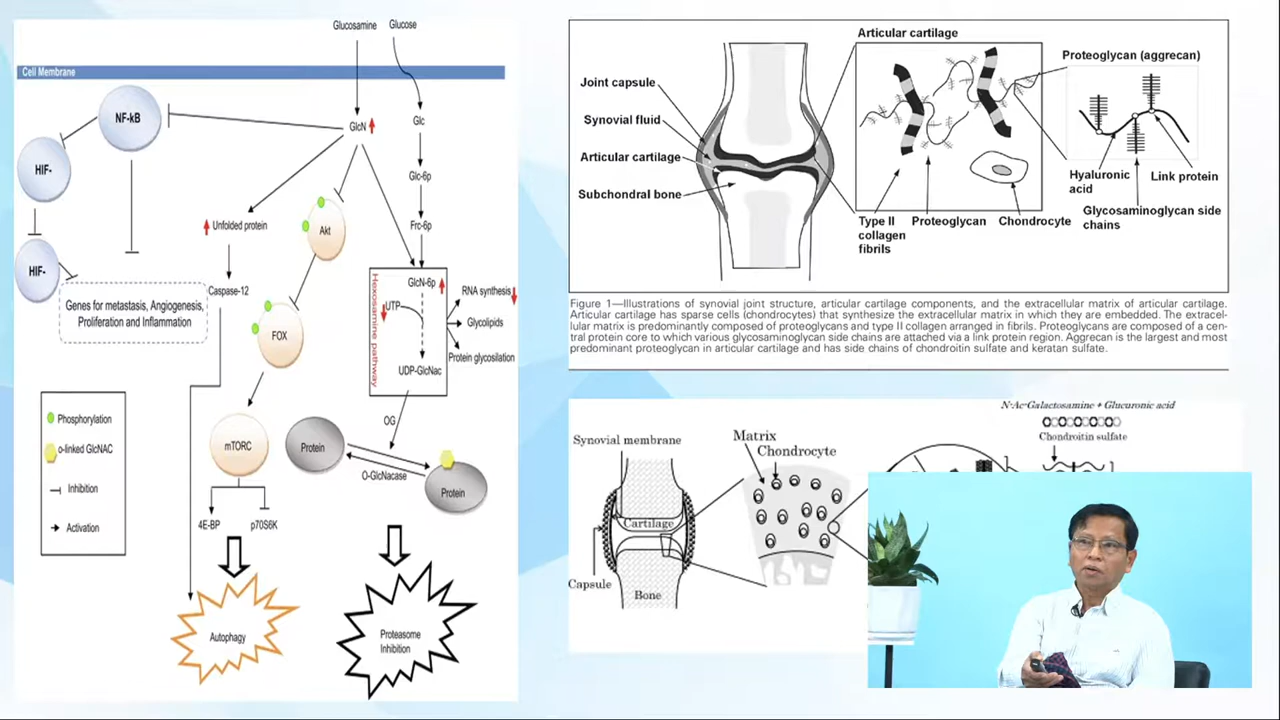 Glucosamine
Glucose
Cell Membrane
NF-kB
HIF-
HIF-
GlcN
Glc
Glc-6p
Frc-6p
Unfolded protein
Akt
Caspase-12
Genes for metastasis, Angiogenesis,
Proliferation and Inflammation
FOX
Hexosamine pathway
GlcN-6p
UTP
UDP-GlcNac
RNA synthesis
Glycolipids
Protein glycosilation
Phosphorylation
o-linked GlcNAC
Inhibition
Activation
mTORC
4E-BP
p70S6K
Protein
OG
O-GlcNacase
Protein
Autophagy
Proteasome
Inhibition
Joint capsule
Synovial fluid
Articular cartilage
Subchondral bone
Articular cartilage
Type II
collagen
fibrils
Proteoglycan
Chondrocyte
Proteoglycan (aggrecan)
Hyaluronic
acid
Link protein
Glycosaminoglycan side
chains
Figure 1—Illustrations of synovial joint structure, articular cartilage components, and the extracellular matrix of articular cartilage.
Articular cartilage has sparse cells (chondrocytes) that synthesize the extracellular matrix in which they are embedded. The extracel-
lular matrix is predominantly composed of proteoglycans and type II collagen arranged in fibrils. Proteoglycans are composed of a cen-
tral protein core to which various glycosaminoglycan side chains are attached via a link protein region. Aggrecan is the largest and most
predominant proteoglycan in articular cartilage and has side chains of chondroitin sulfate and keratan sulfate.
Synovial membrane
Cartilage
Capsule
Bone
Matrix
Chondrocyte
N-Ac-Galactosamine + Glucuronic acid
Chondroitin sulfate